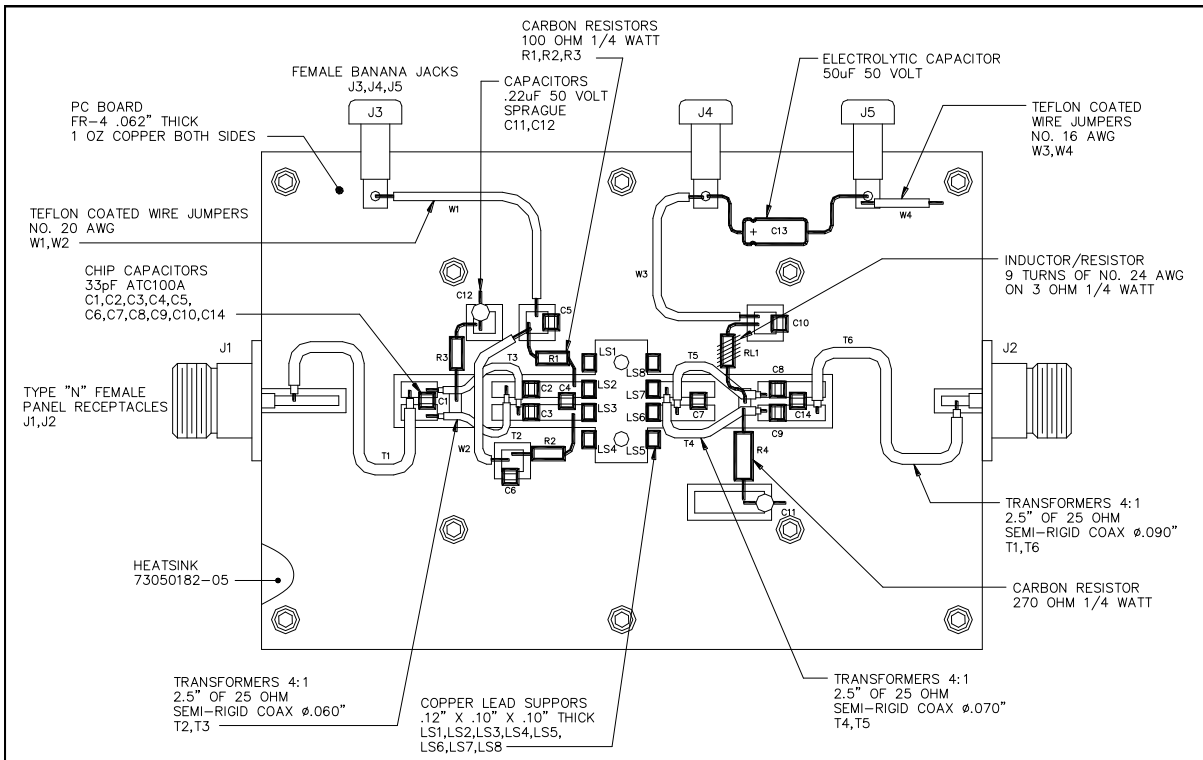 CARBON RESISTORS
100 OHM 1/4 WATT
R1,R2,R3
FEMALE BANANA JACKS
J3,J4,J5
CAPACITORS
.22uF 50 VOLT
SPRAGUE
C11,C12
ELECTROLYTIC CAPACITOR
50uF 50 VOLT
PC BOARD
FR-4 .062" THICK
1 OZ COPPER BOTH SIDES
TEFLON COATED
WIRE JUMPERS
NO. 16 AWG
W3,W4
J3
J4
J5
TEFLON COATED WIRE JUMPERS
NO. 20 AWG
W1,W2
W1
W4
+ C13
CHIP CAPACITORS
33pF ATC100A
C1,C2,C3,C4,C5,
C6,C7,C8,C9,C10,C14
INDUCTOR/RESISTOR
9 TURNS OF NO. 24 AWG
ON 3 OHM 1/4 WATT
W3
C12
C5
C10
J1
R3
T3
R1
LS1
LS8
T5
RL1
T6
J2
TYPE "N" FEMALE
PANEL RECEPTACLES
J1,J2
C1
C2
C4
LS2
LS7
C8
C3
LS3
LS6
C7
C14
T1
W2
T2
R2
LS4
LS5
T4
C9
R4
C6
C11
TRANSFORMERS 4:1
2.5" OF 25 OHM
SEMI-RIGID COAX ø.090"
T1,T6
HEATSINK
73050182-05
CARBON RESISTOR
270 OHM 1/4 WATT
TRANSFORMERS 4:1
2.5" OF 25 OHM
SEMI-RIGID COAX ø.060"
T2,T3
COPPER LEAD SUPPORS
.12" X .10" X .10" THICK
LS1,LS2,LS3,LS4,LS5,
LS6,LS7,LS8
TRANSFORMERS 4:1
2.5" OF 25 OHM
SEMI-RIGID COAX ø.070"
T4,T5